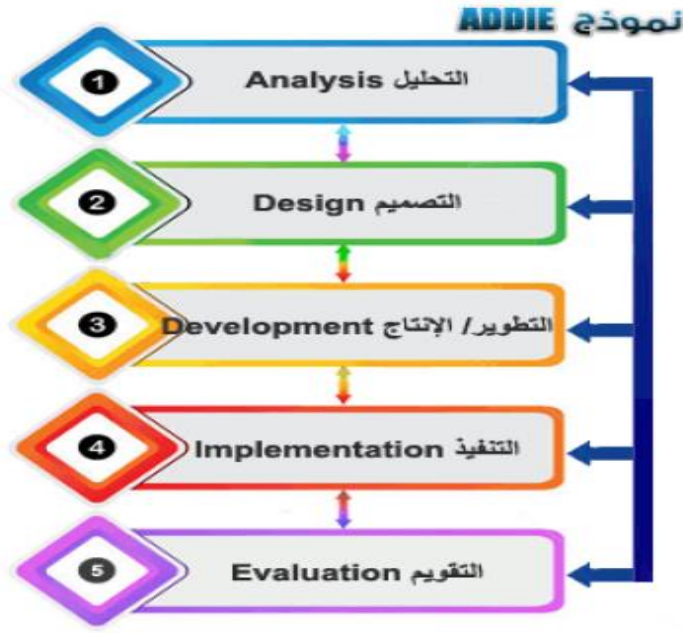 نموذج ADDIE
1
التحليل Analysis
2
التصميم Design
3
التطوير/ الإنتاج Development
4
التنفيذ Implementation
5
التقويم Evaluation